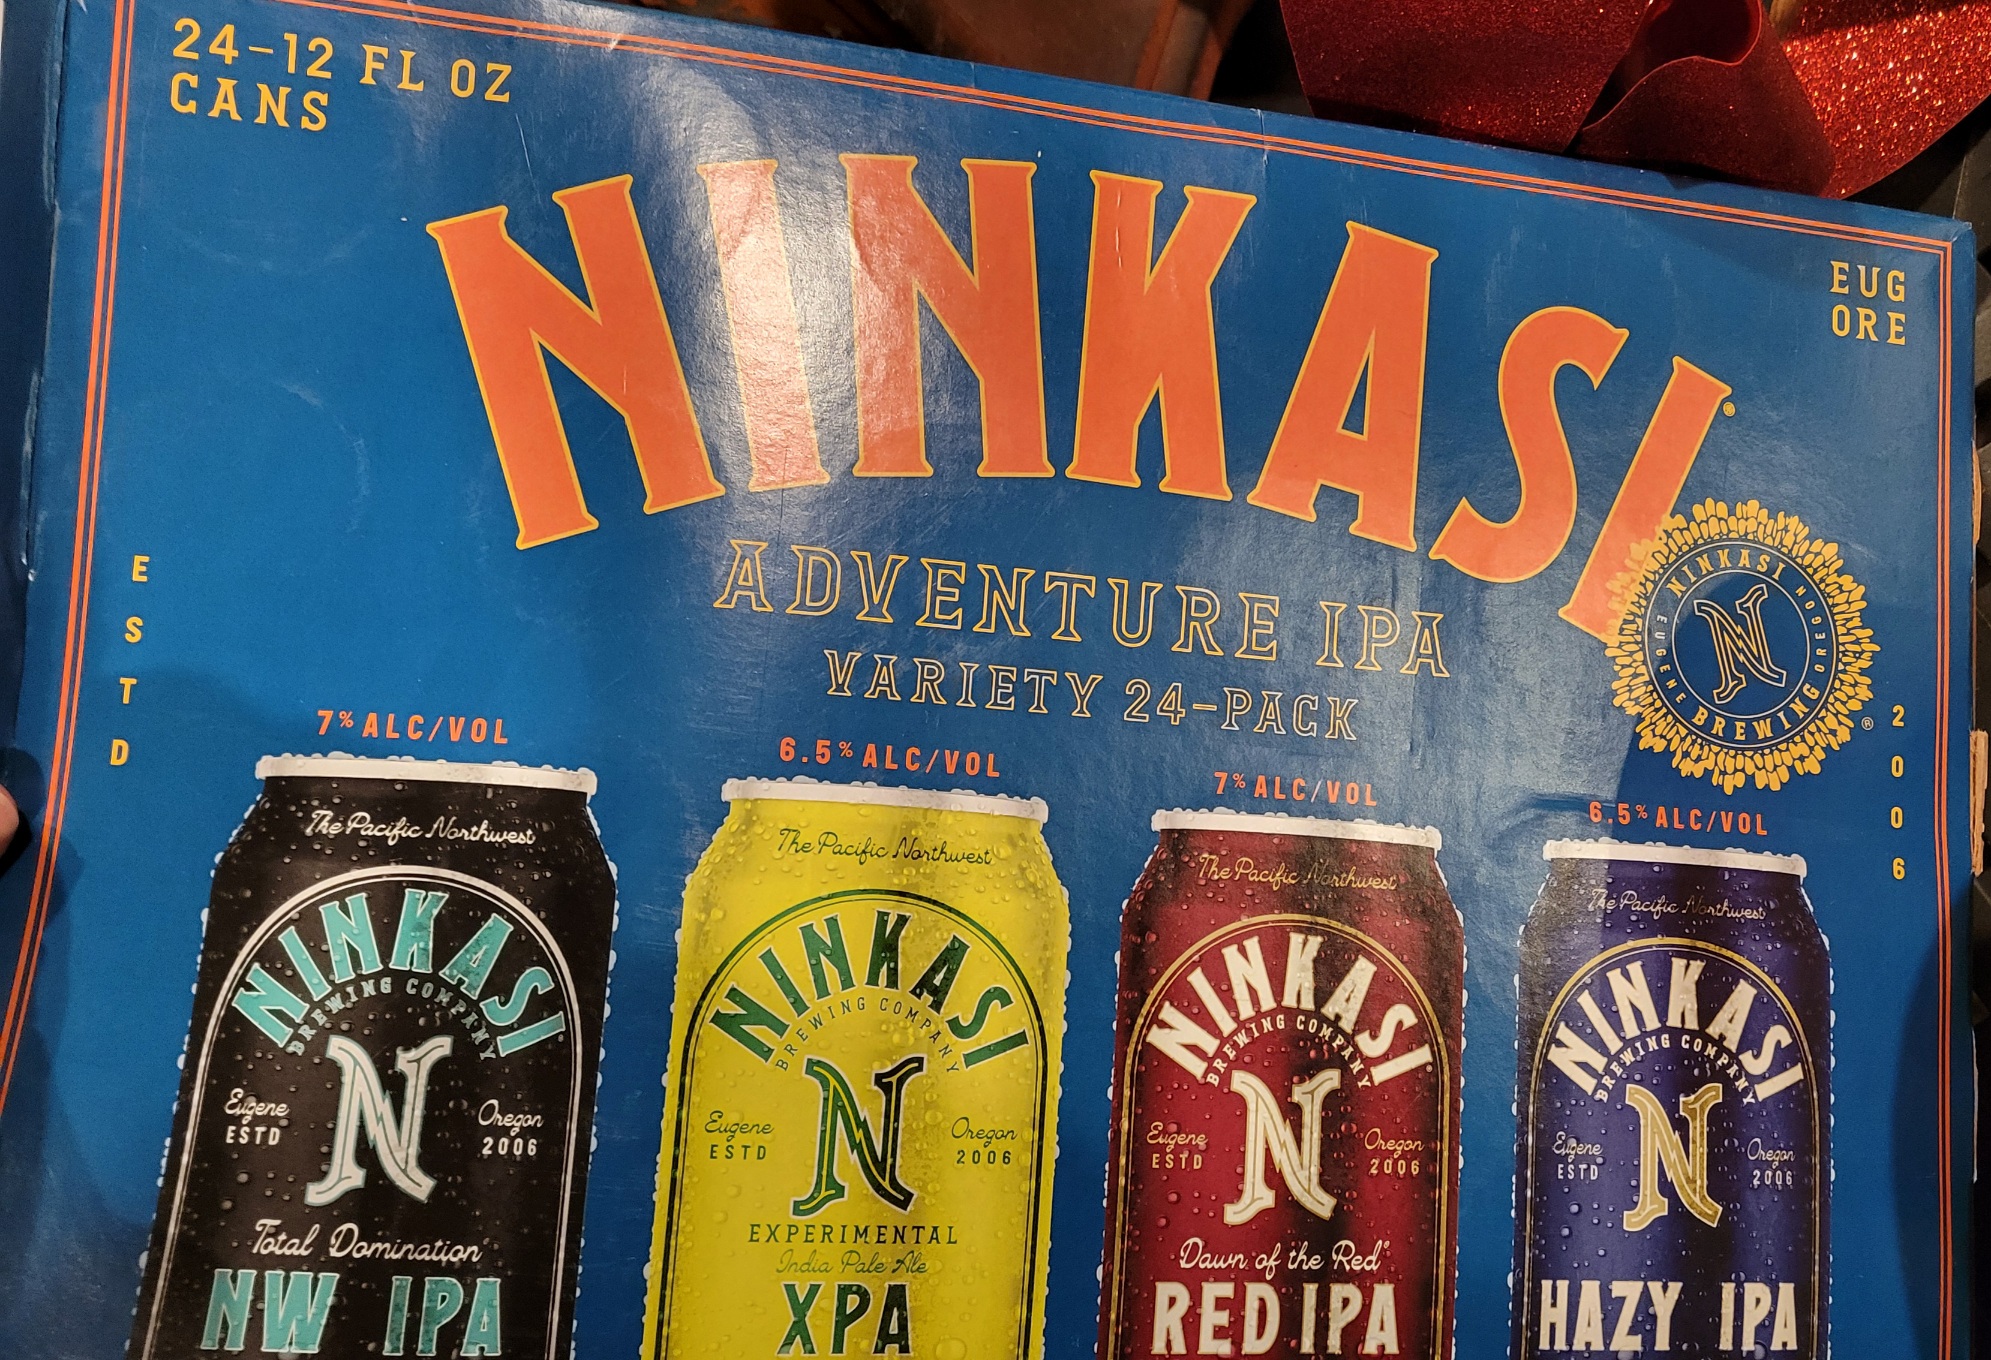 24-12 FL OZ
CANS
EUG
ORE
NINKASI®
ADVENTURE IPA
VARIETY 24-PACK
NINKASI
BREWING
EUGENE
OREGON
N
®
ESTD
2006
7% ALC/VOL
The Pacific Northwest
NINKASI
BREWING COMPANY
N
Eugene
ESTD
Oregon
2006
Total Domination
NW IPA
6.5% ALC/VOL
The Pacific Northwest
NINKASI
BREWING COMPANY
N
Eugene
ESTD
Oregon
2006
EXPERIMENTAL
India Pale Ale
XPA
7% ALC/VOL
The Pacific Northwest
NINKASI
BREWING COMPANY
N
Eugene
ESTD
Oregon
2006
Dawn of the Red
RED IPA
6.5% ALC/VOL
The Pacific Northwest
NINKASI
BREWING COMPANY
N
Eugene
ESTD
Oregon
2006
HAZY IPA